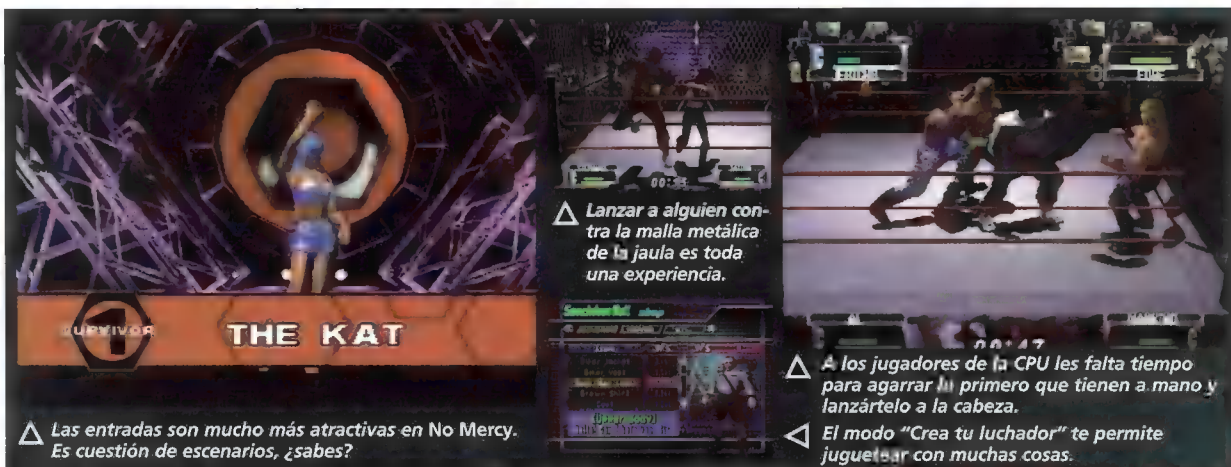 SURVIVOR
1
THE KAT
△ Las entradas son mucho más atractivas en No Mercy.
Es cuestión de escenarios, ¿sabes?
△ Lanzar a alguien con-
tra la malla metálica
de la jaula es toda
una experiencia.
EDGE
△ A los jugadores de la CPU les falta tiempo
para agarrar lo primero que tienen a mano y
lanzártelo a la cabeza.
◁ El modo "Crea tu luchador" te permite
juguetear con muchas cosas.